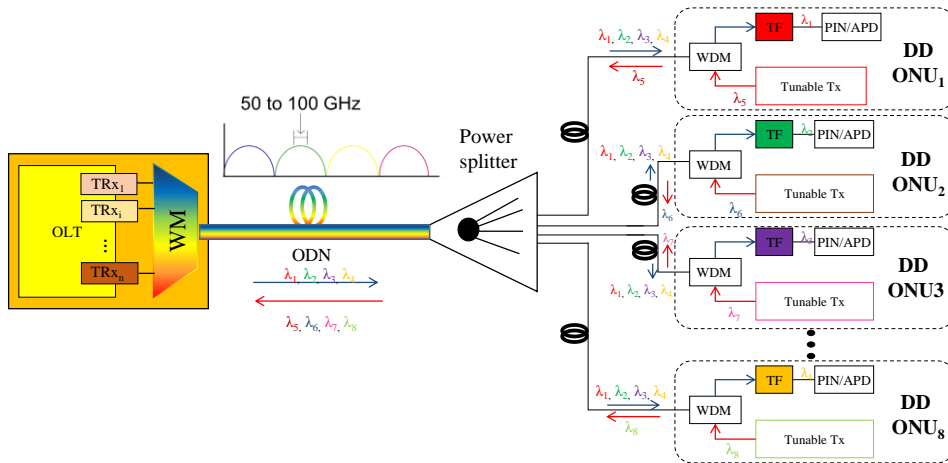 50 to 100 GHz
Power
splitter
OLT
TRx₁
TRxᵢ
...
TRxₙ
WM
ODN
λ₁, λ₂, λ₃, λ₄
λ₅, λ₆, λ₇, λ₈
λ₁, λ₂, λ₃, λ₄
λ₅
WDM
TF
λ₁
PIN/APD
Tunable Tx
λ₅
DD
ONU₁
λ₁, λ₂, λ₃, λ₄
λ₆
WDM
TF
λ₂
PIN/APD
Tunable Tx
λ₆
DD
ONU₂
λ₇
λ₁, λ₂, λ₃, λ₄
WDM
TF
λ₃
PIN/APD
Tunable Tx
λ₇
DD
ONU3
λ₁, λ₂, λ₃, λ₄
λ₈
WDM
TF
λ₄
PIN/APD
Tunable Tx
λ₈
DD
ONU₈